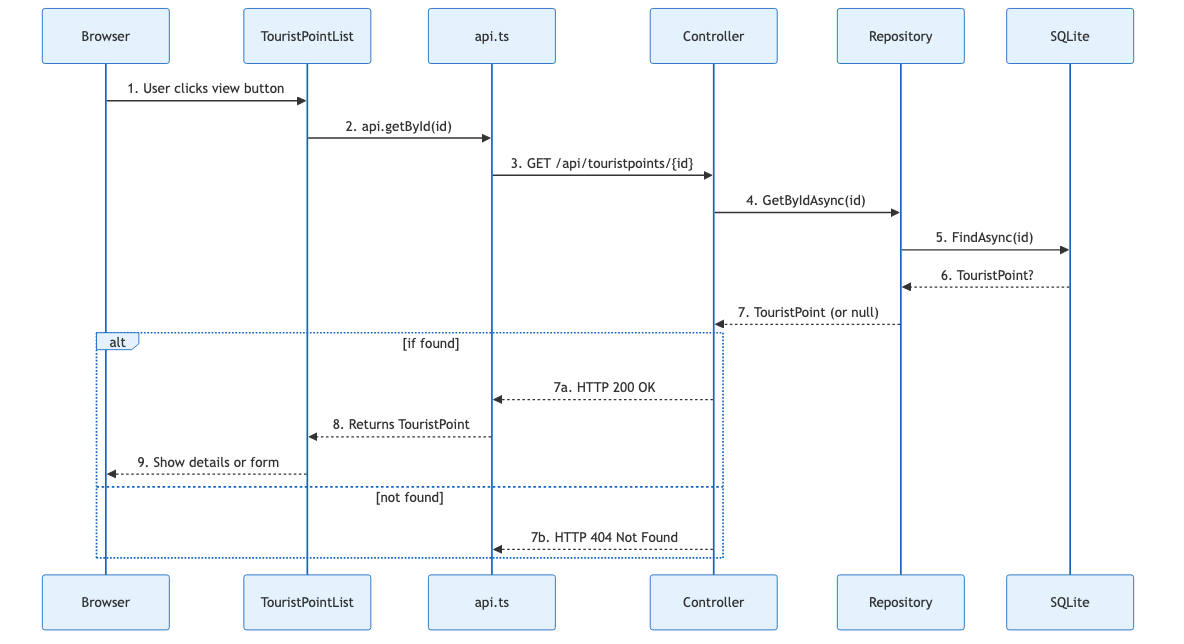 Browser
TouristPointList
api.ts
Controller
Repository
SQLite
1. User clicks view button
2. api.getById(id)
3. GET /api/touristpoints/{id}
4. GetByIdAsync(id)
5. FindAsync(id)
6. TouristPoint?
7. TouristPoint (or null)
alt
[if found]
7a. HTTP 200 OK
8. Returns TouristPoint
9. Show details or form
[not found]
7b. HTTP 404 Not Found
Browser
TouristPointList
api.ts
Controller
Repository
SQLite